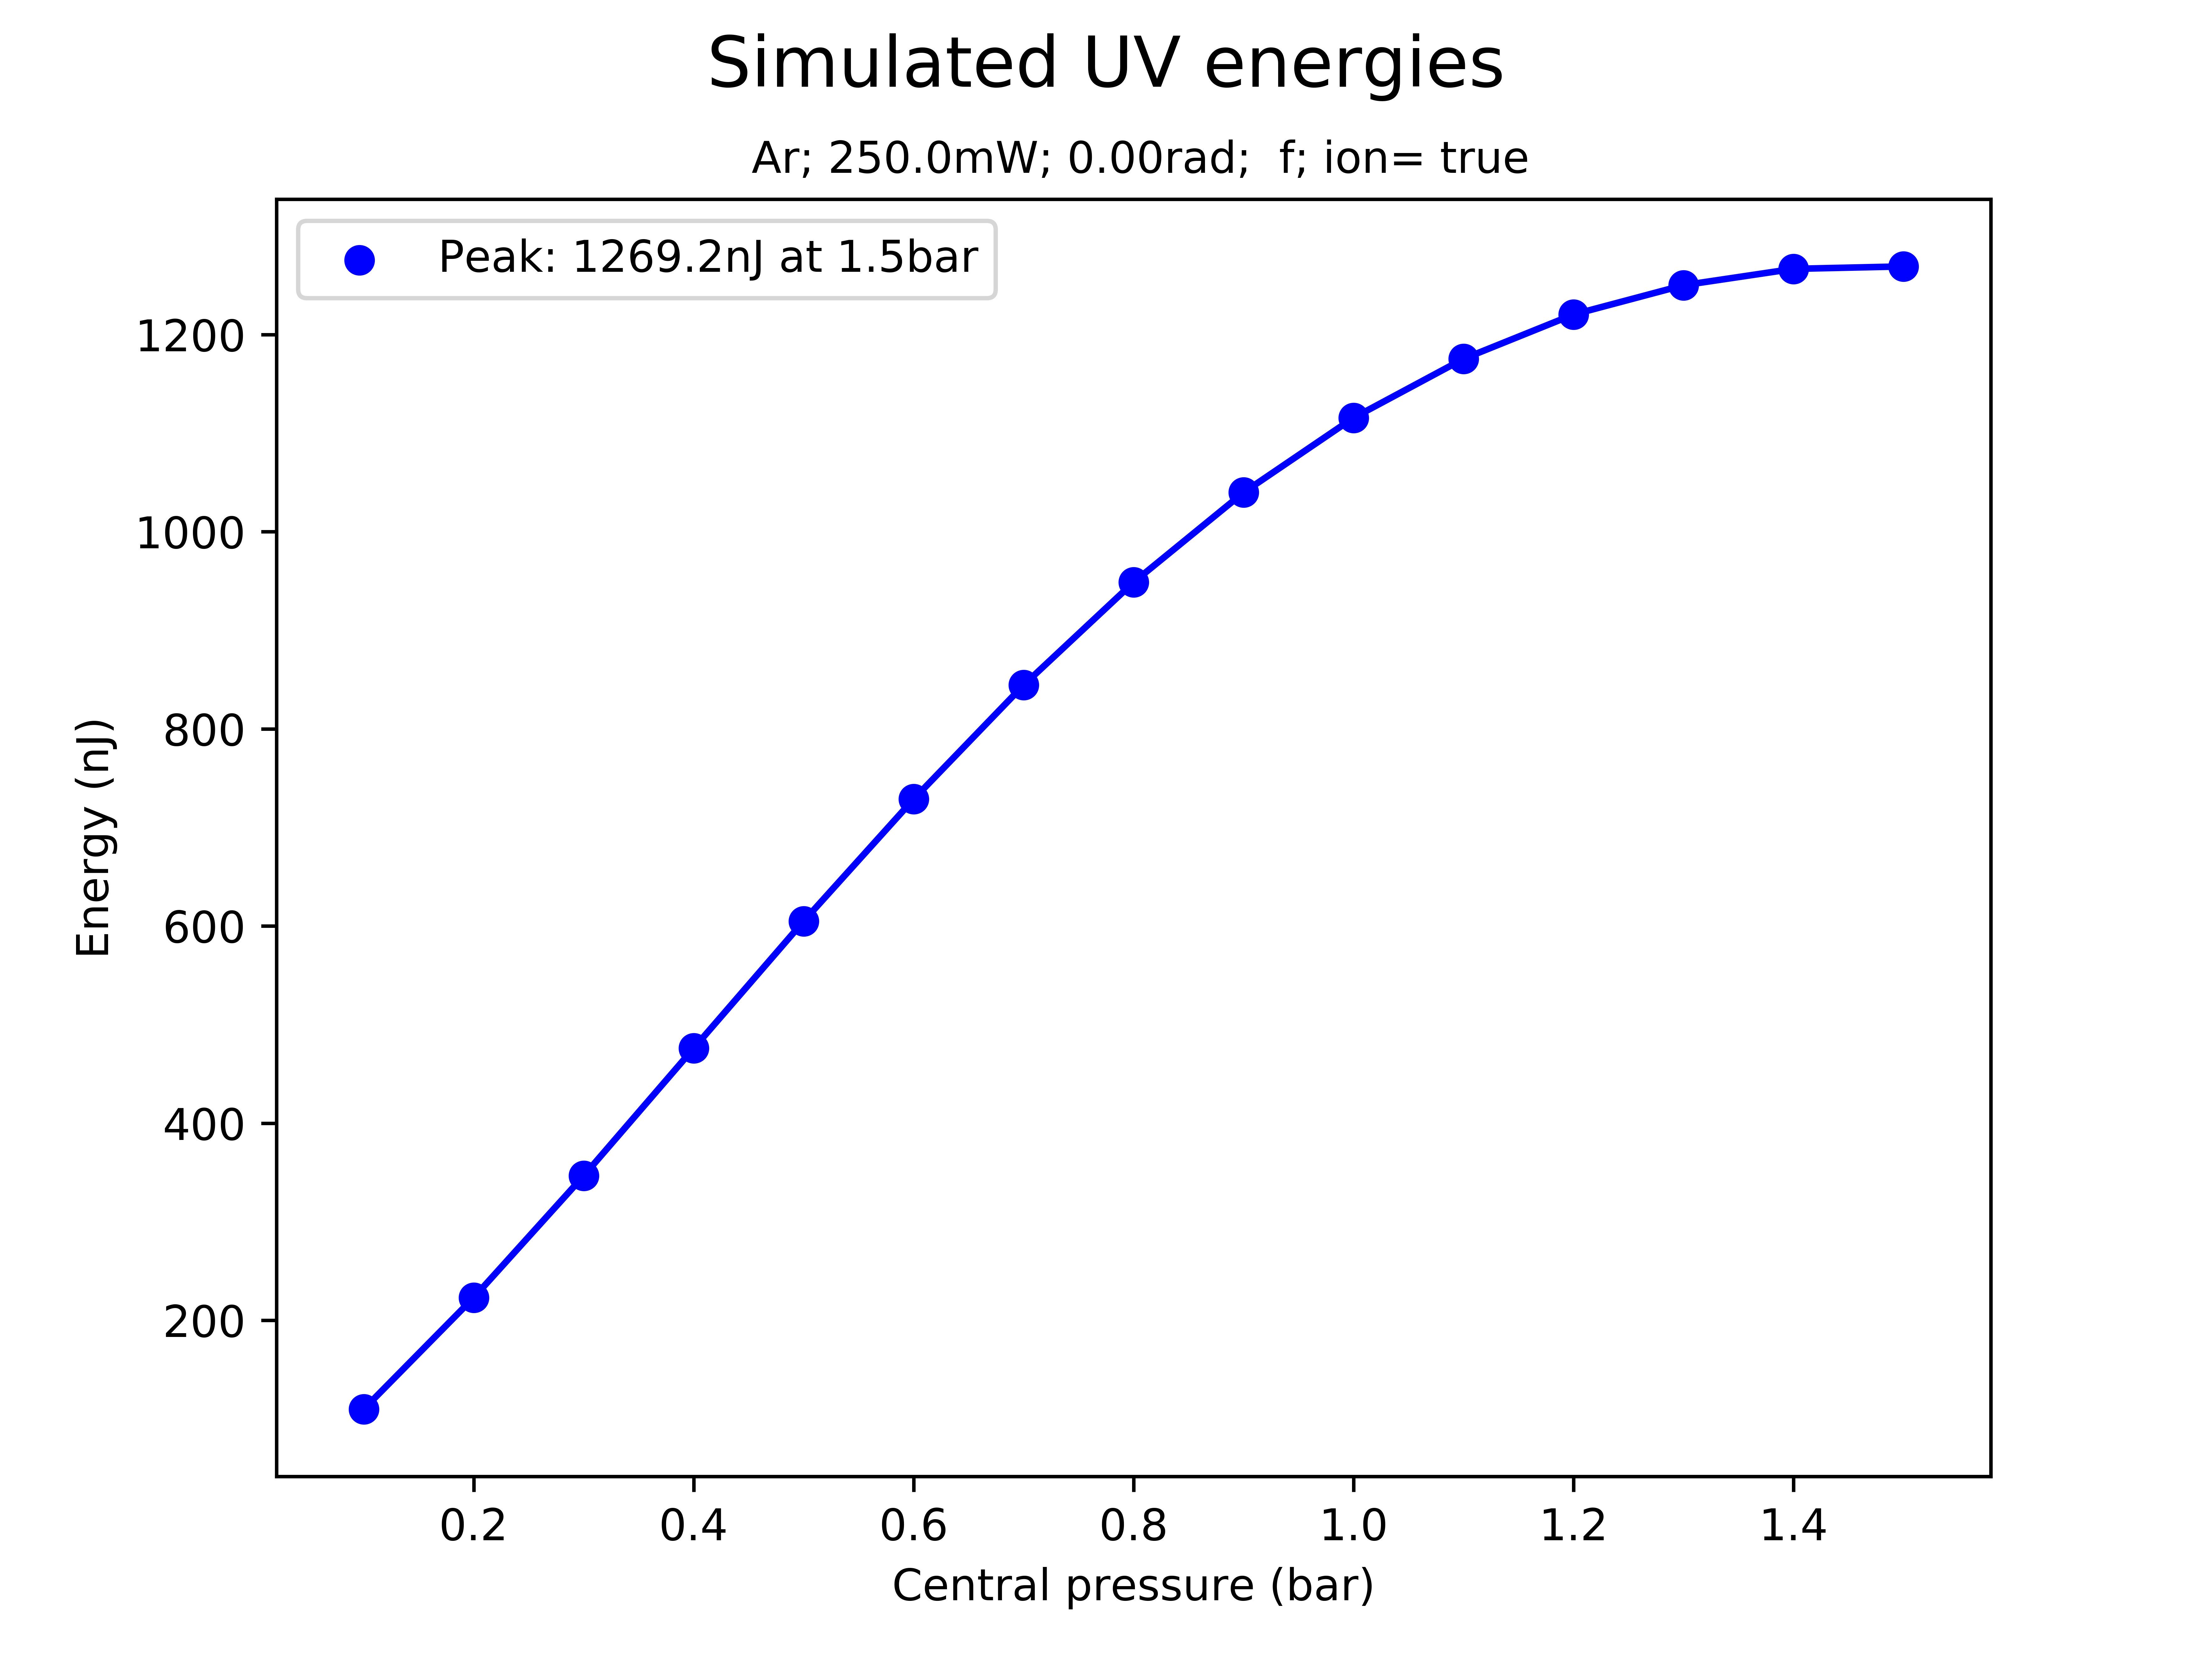 Simulated UV energies
Ar; 250.0mW; 0.00rad;  f; ion= true
Peak: 1269.2nJ at 1.5bar
1200
1000
800
600
400
200
Energy (nJ)
0.2 0.4 0.6 0.8 1.0 1.2 1.4
Central pressure (bar)